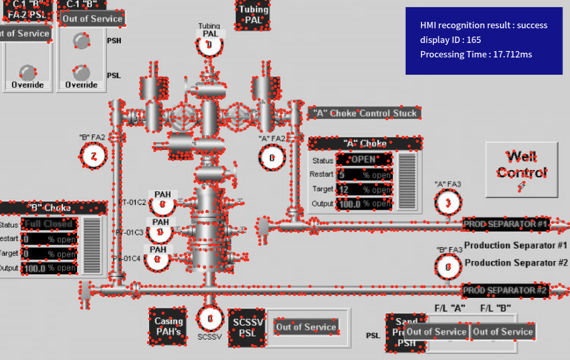 C-1 "B"
FA-2 PSL
Out of Service
Override
C-1 "B"
Out of Service
PSH
PSL
Override
Tubing
PAL
Tubing
PAL
HMI recognition result : success
display ID : 165
Processing Time : 17.712ms
"B" FA2
"A" FA2
"A" Choke Control Stuck
"A" Choke
Status "OPEN"
Restart 5 % open
Target 12 % open
Output 100.0 % open
Well
Control
"A" FA3
PROD SEPARATOR #1
Production Separator #1
"B" FA3
Production Separator #2
PROD SEPARATOR #2
PAH
PT-01C2
PAH
PT-01C3
PAH
PT-01C4
"B" Choke
Status Full Closed
Restart 0 % open
Target 0 % open
Output 100.0 % open
Casing
PAH's
SCSSV
SCSSV
PSL
Out of Service
F/L "A" F/L "B"
PSL
Sand
PSH
Out of Service
Out of Service